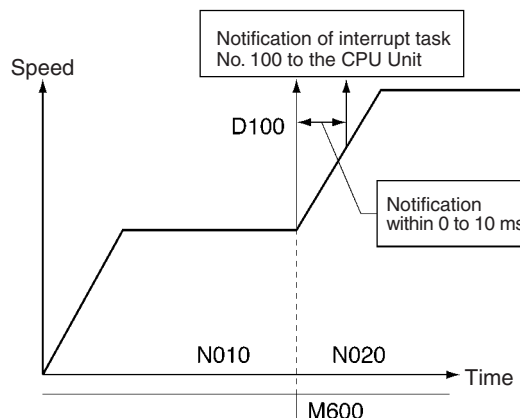 Notification of interrupt task
No. 100 to the CPU Unit
Speed
D100
Notification
within 0 to 10 ms
N010
N020
Time
M600